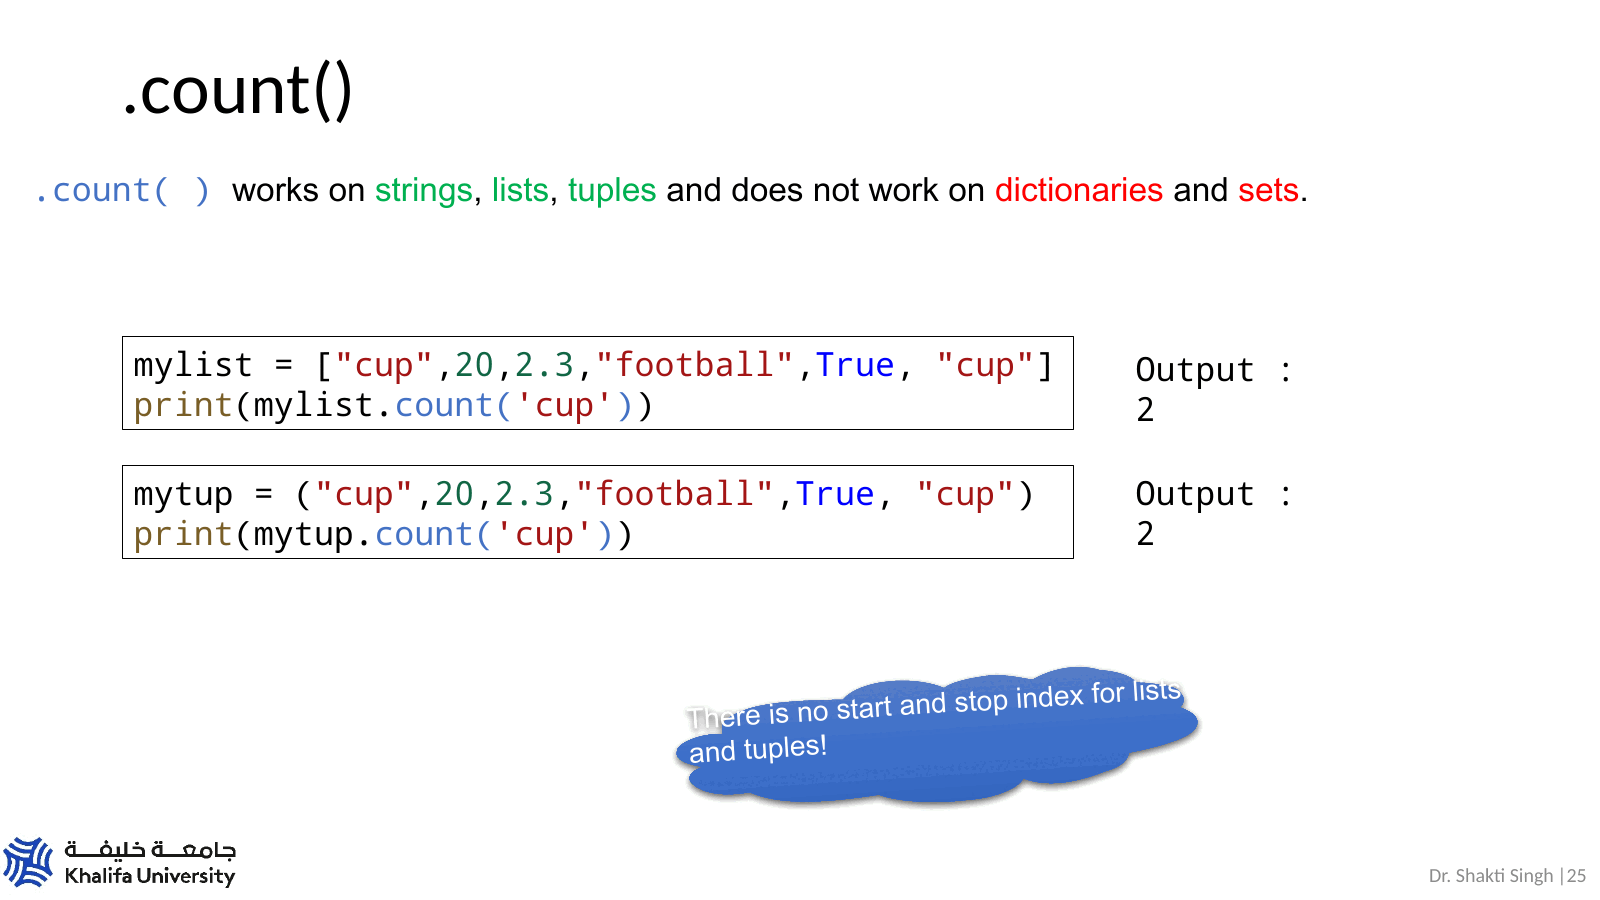 .count()
.count( ) works on strings, lists, tuples and does not work on dictionaries and sets.
mylist = ["cup",20,2.3,"football",True, "cup"]
print(mylist.count('cup'))
Output :
2
mytup = ("cup",20,2.3,"football",True, "cup")
print(mytup.count('cup'))
Output :
2
There is no start and stop index for lists
and tuples!
جامعة خليفة
Khalifa University
Dr. Shakti Singh |25